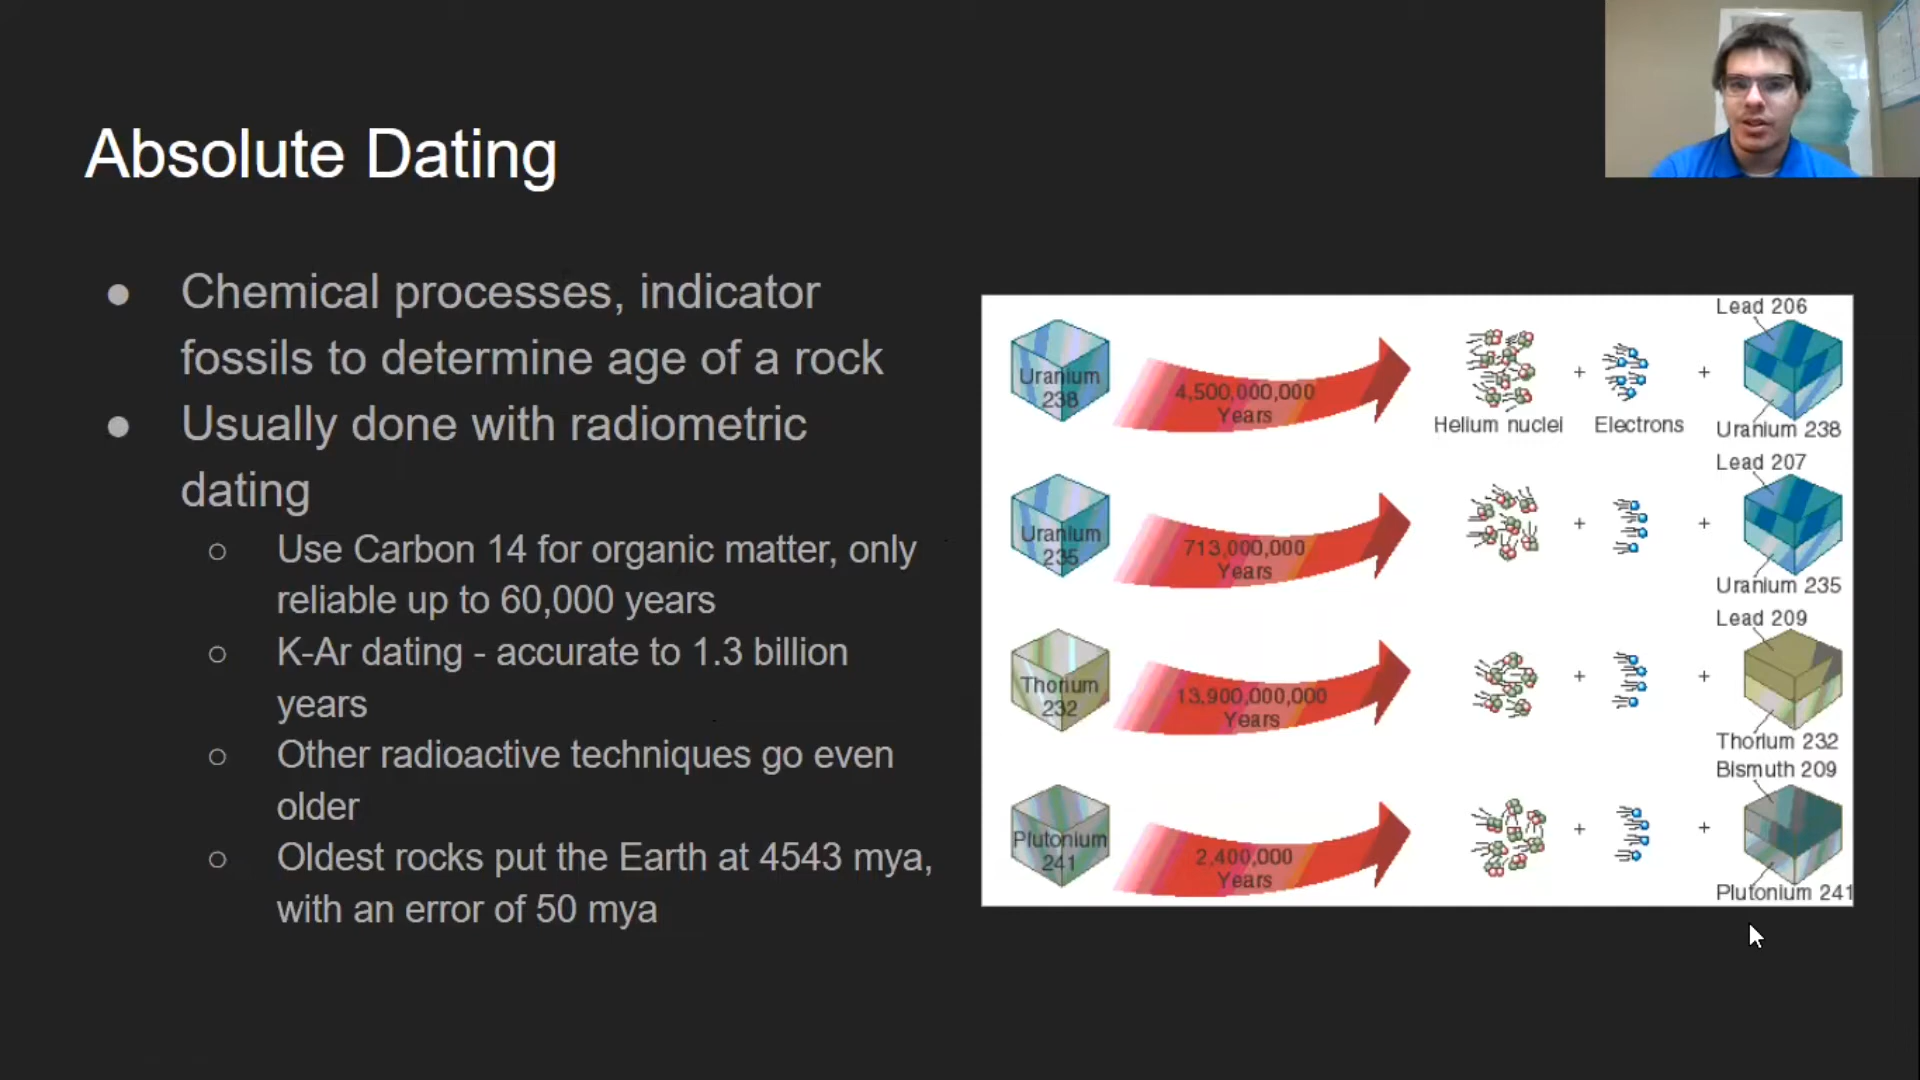 Absolute Dating
● Chemical processes, indicator
fossils to determine age of a rock
● Usually done with radiometric
dating
○ Use Carbon 14 for organic matter, only
reliable up to 60,000 years
○ K-Ar dating - accurate to 1.3 billion
years
○ Other radioactive techniques go even
older
○ Oldest rocks put the Earth at 4543 mya,
with an error of 50 mya
Uranium
238
4,500,000,000
Years
Helium nuclei
+
Electrons
+
Lead 206
Uranium 238
Uranium
235
713,000,000
Years
+
+
Lead 207
Uranium 235
Thorium
232
13,900,000,000
Years
+
+
Lead 209
Thorium 232
Plutonium
241
2,400,000
Years
+
+
Bismuth 209
Plutonium 241